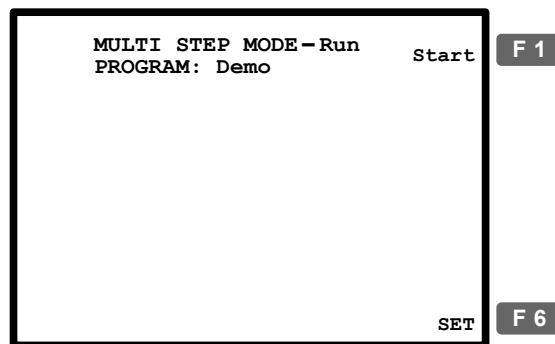 MULTI STEP MODE–Run
PROGRAM: Demo
Start
F 1
SET
F 6